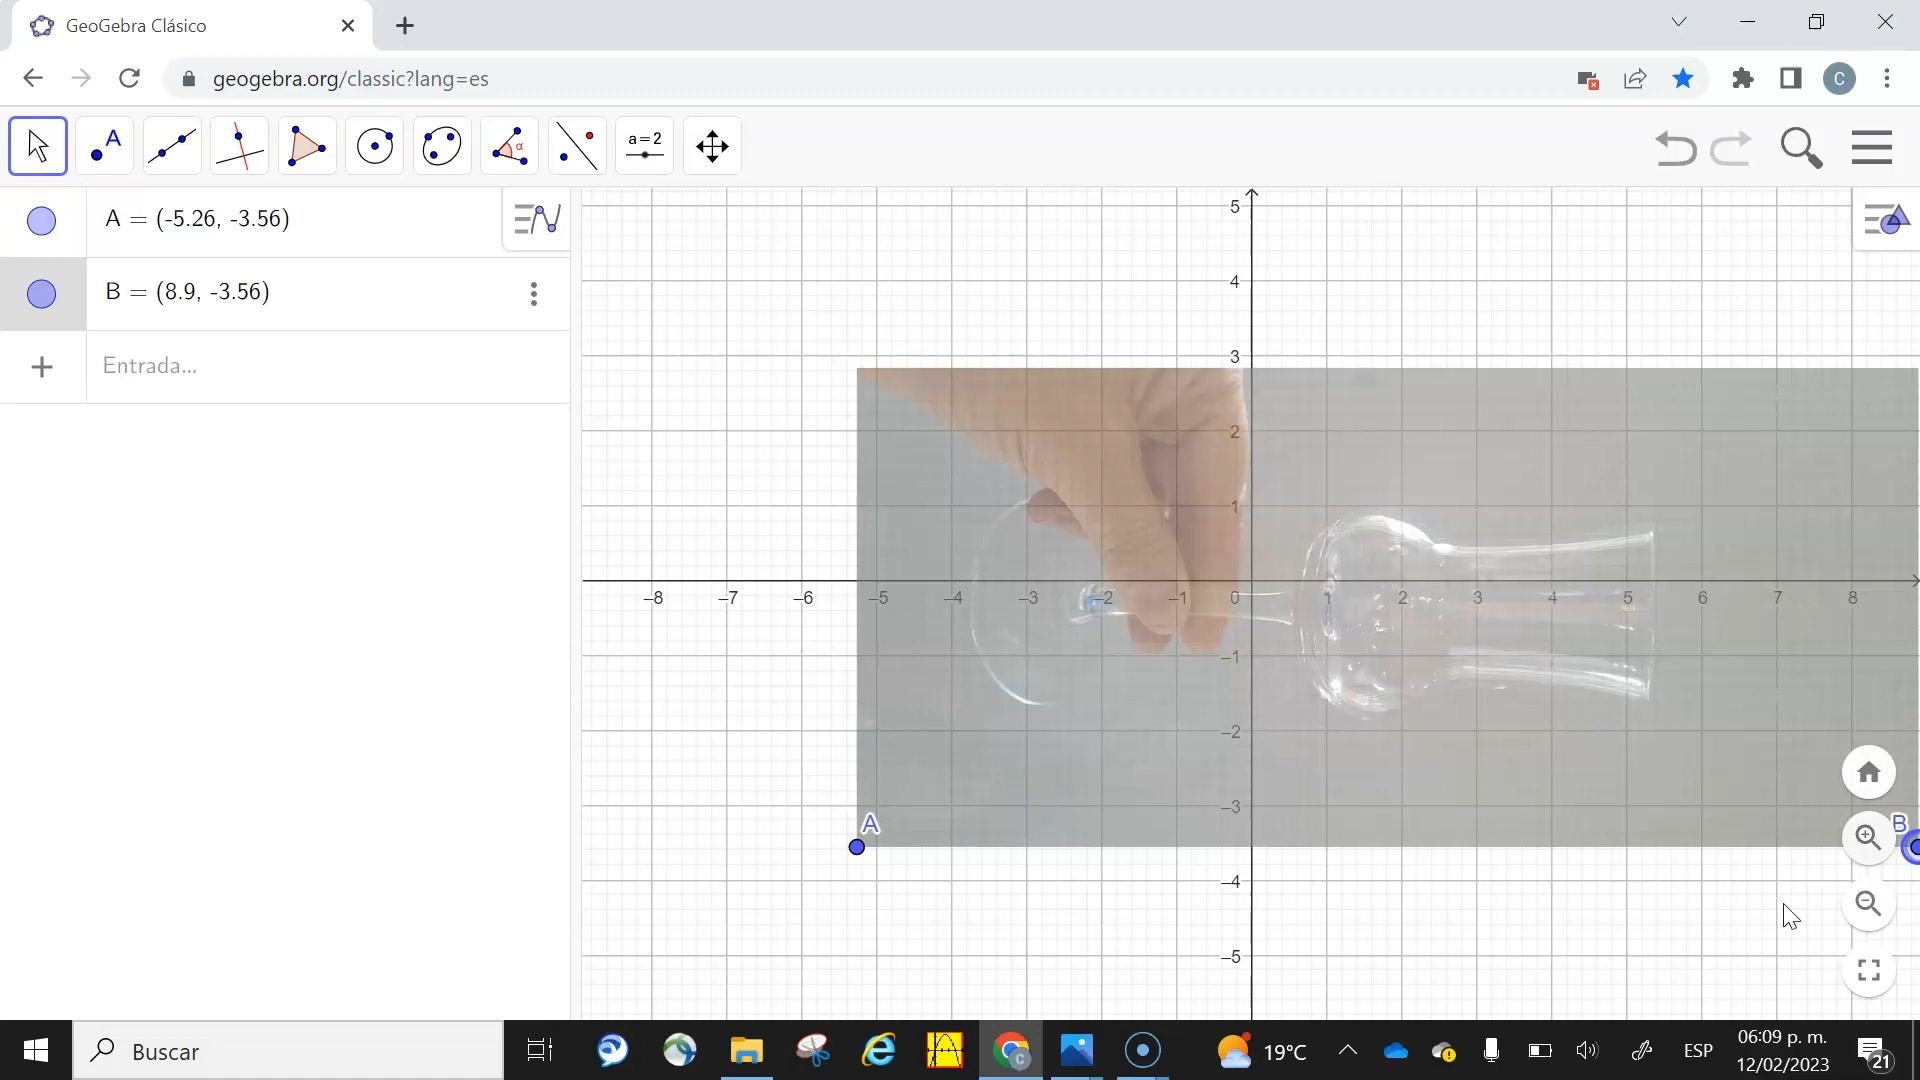 GeoGebra Clásico
geogebra.org/classic?lang=es
C
A
α
a=2
A = (-5.26, -3.56)
B = (8.9, -3.56)
Entrada...
5
4
3
2
1
–8 –7 –6 –5 –4 –3 –2 –1 0 1 2 3 4 5 6 7 8
–1
–2
–3
–4
–5
A
B
Buscar
C
19°C
ESP
06:09 p. m.
12/02/2023
21